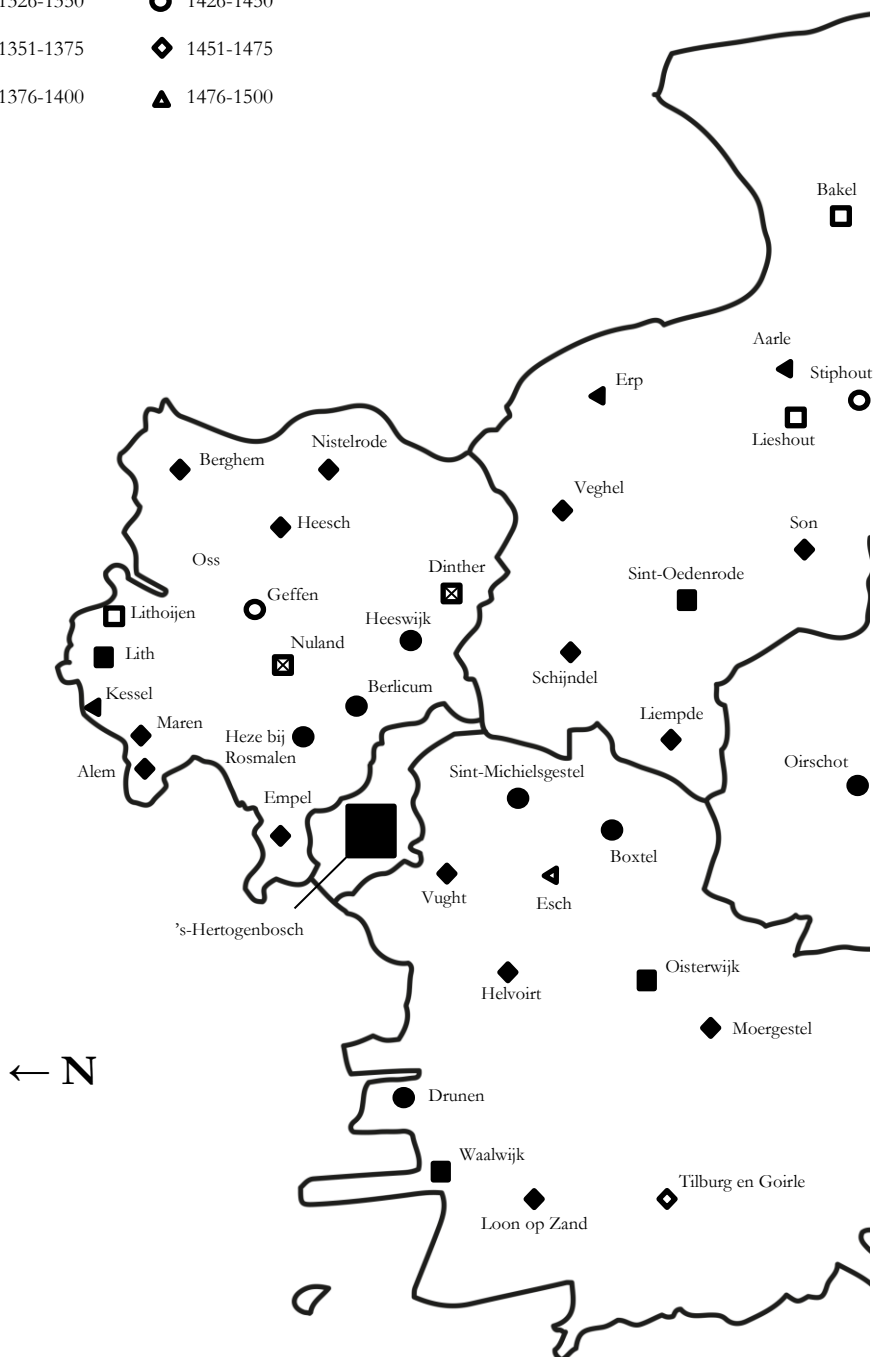 1326-1350 1426-1450
1351-1375 1451-1475
1376-1400 1476-1500
Bakel
Aarle
Stiphout
Erp
Lieshout
Nistelrode
Berghem
Veghel
Heesch
Son
Oss
Dinther
Sint-Oedenrode
Geffen
Lithoijen
Heeswijk
Nuland
Lith
Schijndel
Berlicum
Kessel
Maren
Liempde
Heze bij
Rosmalen
Oirschot
Alem
Sint-Michielsgestel
Empel
Boxtel
Vught
Esch
's-Hertogenbosch
Oisterwijk
Helvoirt
Moergestel
← N
Drunen
Waalwijk
Tilburg en Goirle
Loon op Zand